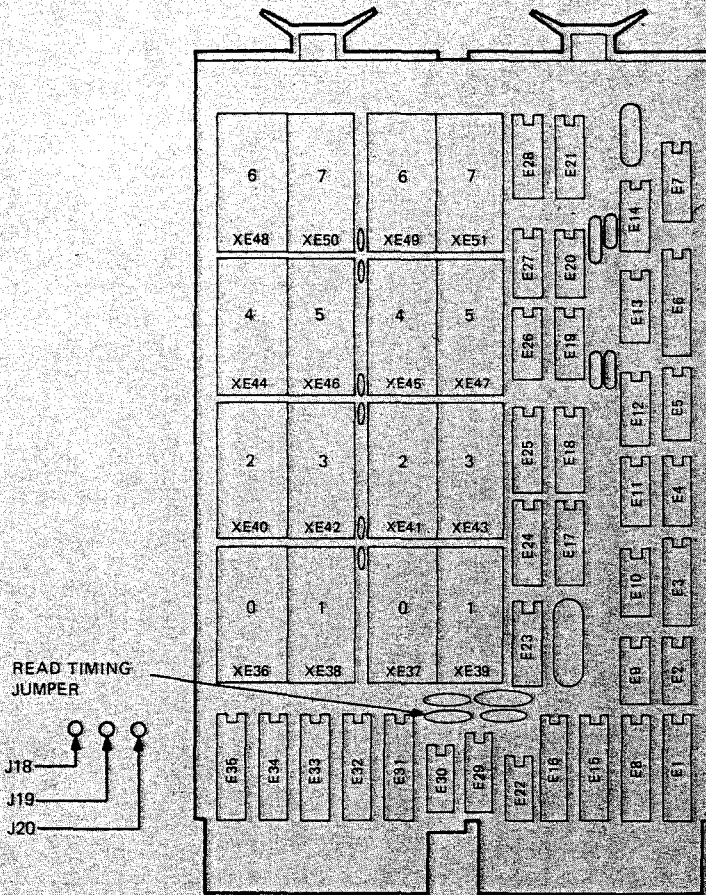 6 7 6 7
XE48 XE50 XE49 XE51
E28 E21
E14 E7
4 5 4 5
XE44 XE46 XE45 XE47
E27 E20
E26 E19
E13 E6
2 3 2 3
XE40 XE42 XE41 XE43
E25 E18
E12 E5
E11 E4
0 1 0 1
XE36 XE38 XE37 XE39
E24 E17
E23
E10 E3
E9 E2
READ TIMING
JUMPER
J18
J19
J20
E35 E34 E33 E32 E31 E30 E29 E22 E16 E15 E8 E1